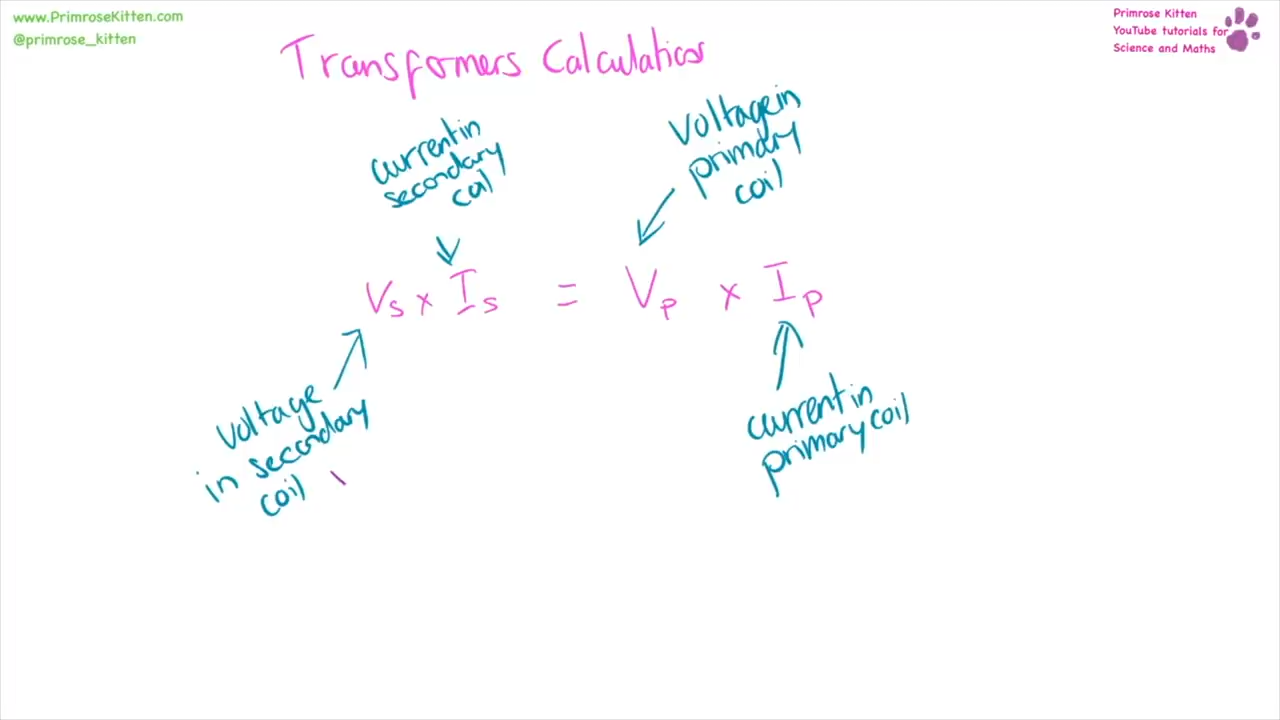 www.PrimroseKitten.com
@primrose_kitten
Primrose Kitten
YouTube tutorials for
Science and Maths
Transformers Calculations
current in
secondary
coil
Voltage in
primary
coil
Vs × Is = Vp × Ip
voltage
in secondary
coil
current in
primary coil